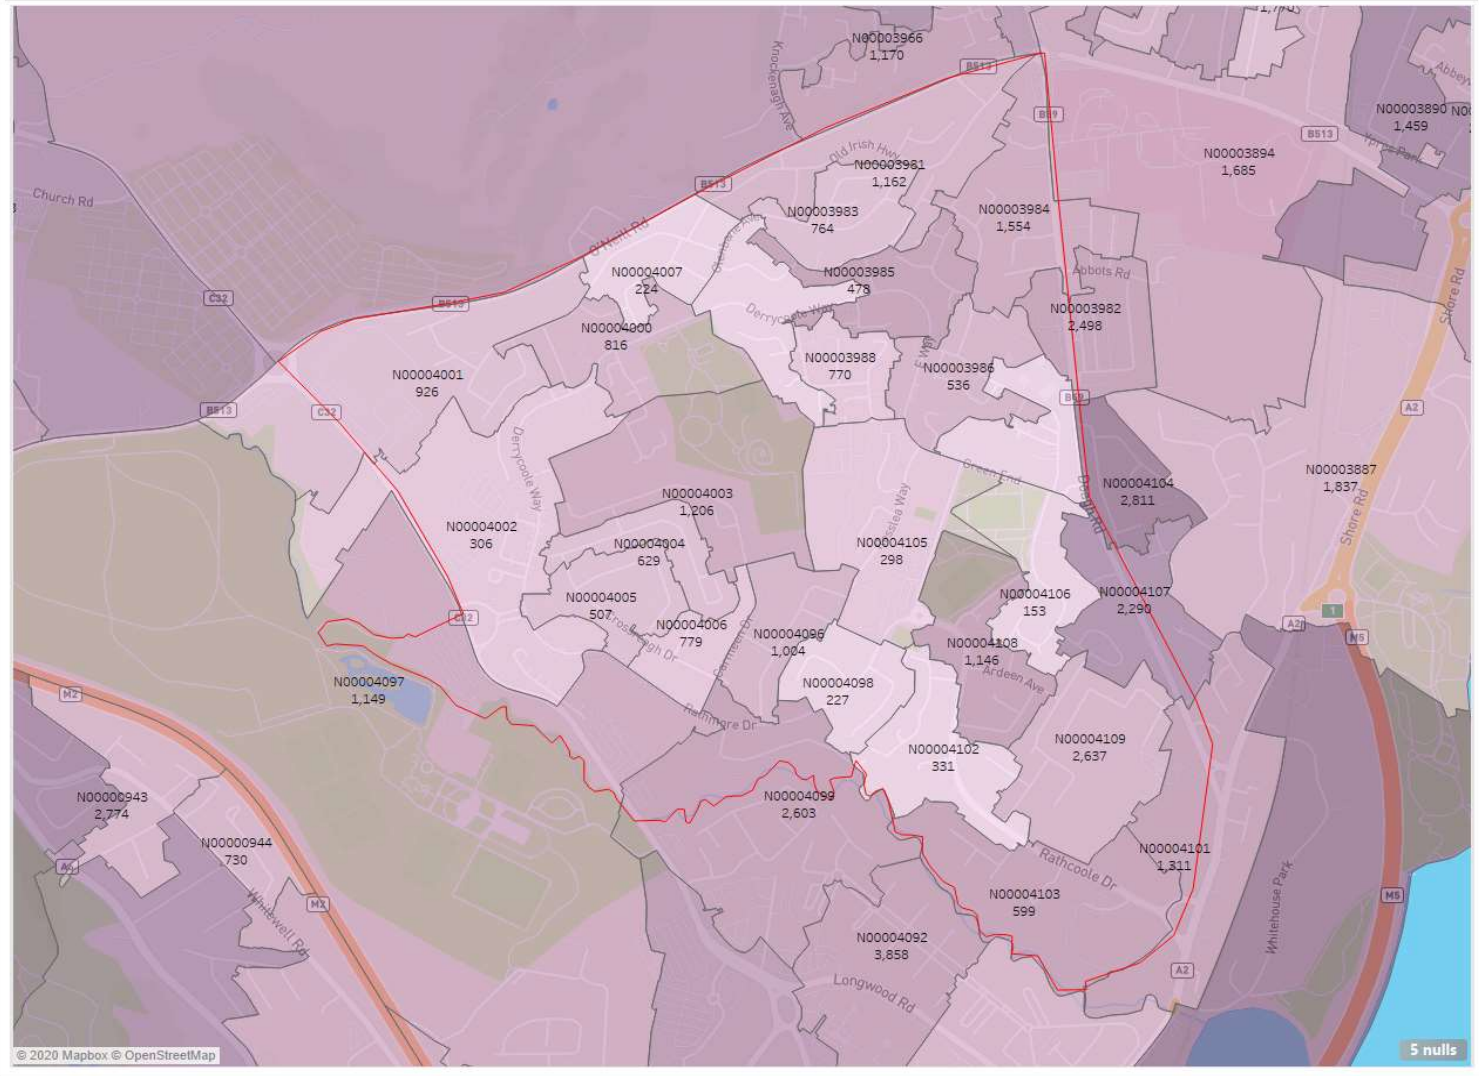 N00003966
1,170
B513
Knockenagh Ave
B59
N00003890
1,459
Abbey
B513
Ypres Park
N00003894
1,685
Old Irish Hwy
N00003981
1,162
Church Rd
B513
N00003983
764
N00003984
1,554
O'Neill Rd
N00004007
224
N00003985
478
Abbots Rd
Shore Rd
C32
B513
Derrycoole Way
N00003982
2,498
N00004000
816
N00003988
770
N00003986
536
N00004001
926
B513
C32
B59
A2
Derrycoole Way
Green End
N00003887
1,837
N00004104
2,811
N00004003
1,206
Doagh Rd
Shore Rd
N00004002
306
N00004105
298
N00004004
629
N00004005
507
N00004106
153
N00004107
2,290
1
C32
N00004006
779
Carmeen Dr
N00004096
1,004
A2
M5
N00004108
1,146
Ardeen Ave
N00004097
1,149
N00004098
227
M2
Rathmore Dr
N00004102
331
N00004109
2,637
N00000943
2,774
N00004099
2,603
N00000944
730
N00004101
1,311
Rathcoole Dr
M2
Whitewell Rd
N00004103
599
Whitehouse Park
M5
N00004092
3,858
A2
Longwood Rd
© 2020 Mapbox © OpenStreetMap
5 nulls